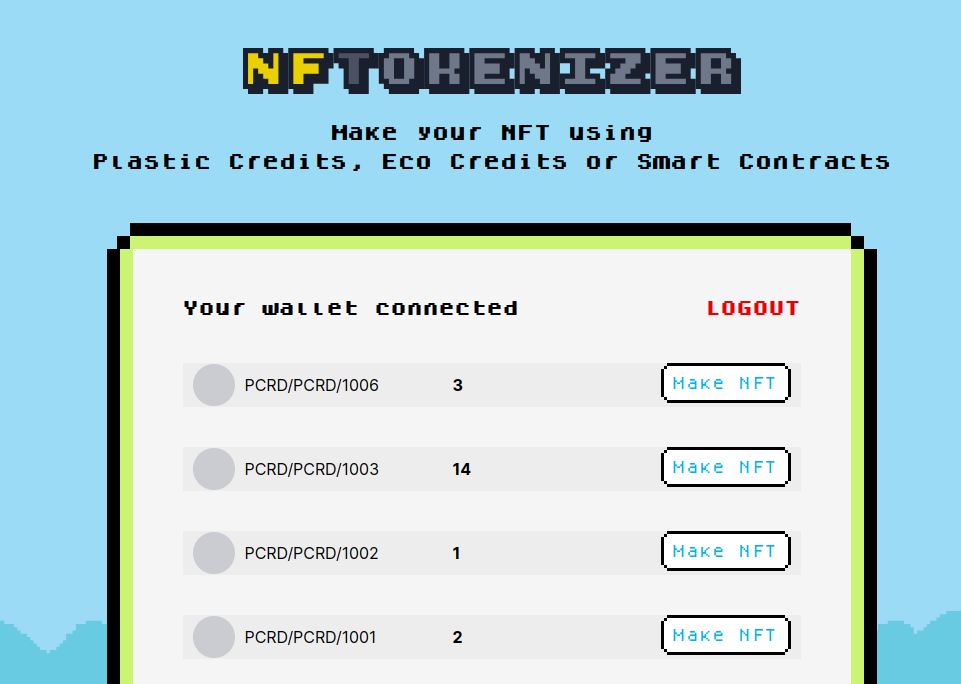 NFTOKENIZER
Make your NFT using
Plastic Credits, Eco Credits or Smart Contracts
Your wallet connected LOGOUT
PCRD/PCRD/1006 3 Make NFT
PCRD/PCRD/1003 14 Make NFT
PCRD/PCRD/1002 1 Make NFT
PCRD/PCRD/1001 2 Make NFT